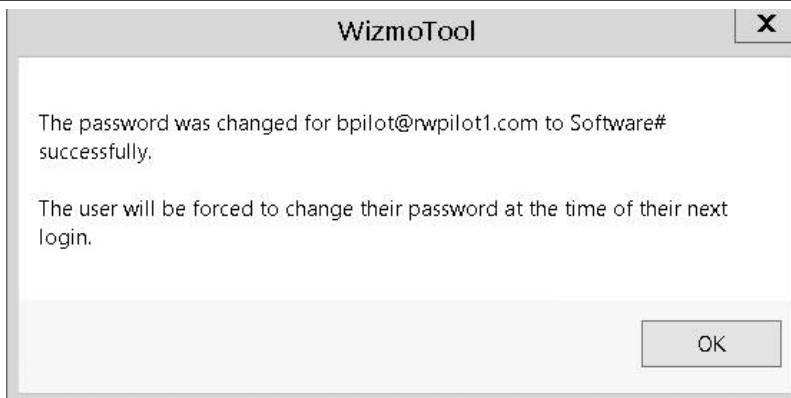 WizmoTool
X
The password was changed for bpilot@rwpilot1.com to Software#
successfully.
The user will be forced to change their password at the time of their next
login.
OK